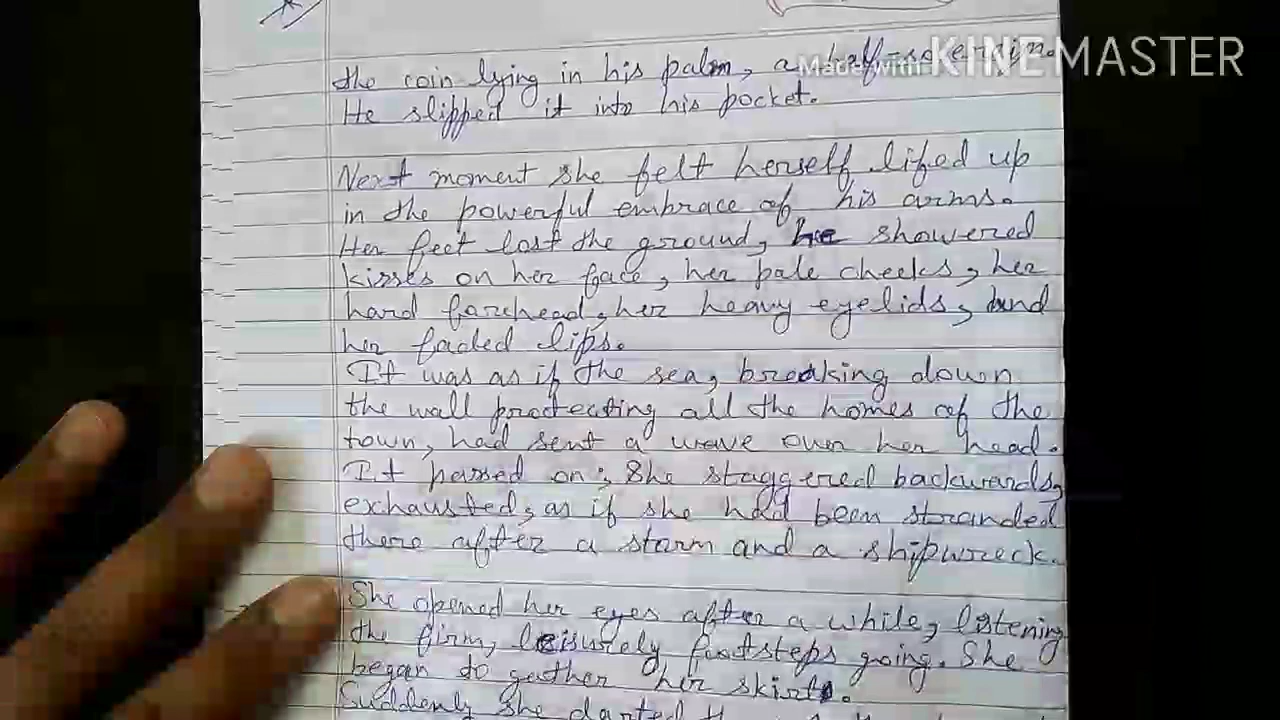 Made with KINEMASTER
the coin lying in his palm, a half-sovereign.
He slipped it into his pocket.
Next moment she felt herself lifed up
in the powerful embrace of his arms.
Her feet lost the ground, he showered
kisses on her face, her pale cheeks, her
hard farehead, her heavy eyelids, and
her faded lips.
It was as if the sea, breaking down
the wall protecting all the homes of the
town, had sent a wave over her head.
It passed on; She staggered backwards,
exhausted, as if she had been stranded
there after a storm and a shipwreck.
She opened her eyes after a while, listening
the firm, leisurely footsteps going. She
began to gather her skirts.
Suddenly she darted